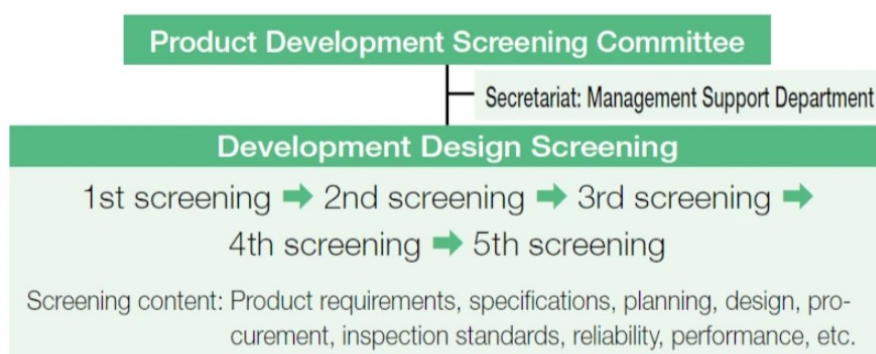 Product Development Screening Committee
Secretariat: Management Support Department
Development Design Screening
1st screening ➡ 2nd screening ➡ 3rd screening ➡
4th screening ➡ 5th screening
Screening content: Product requirements, specifications, planning, design, pro-
curement, inspection standards, reliability, performance, etc.